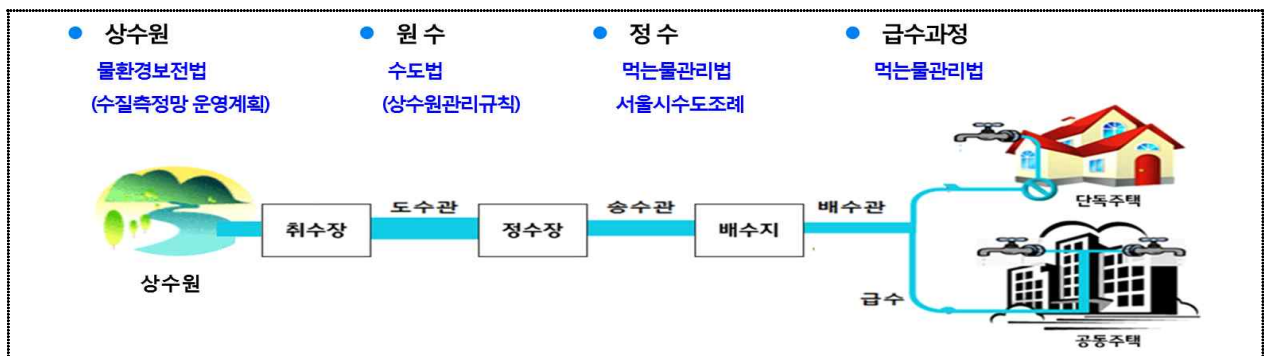 ● 상수원
물환경보전법
(수질측정망 운영계획)
● 원 수
수도법
(상수원관리규칙)
● 정 수
먹는물관리법
서울시수도조례
● 급수과정
먹는물관리법
상수원
취수장
도수관
정수장
송수관
배수지
배수관
급수
단독주택
공동주택